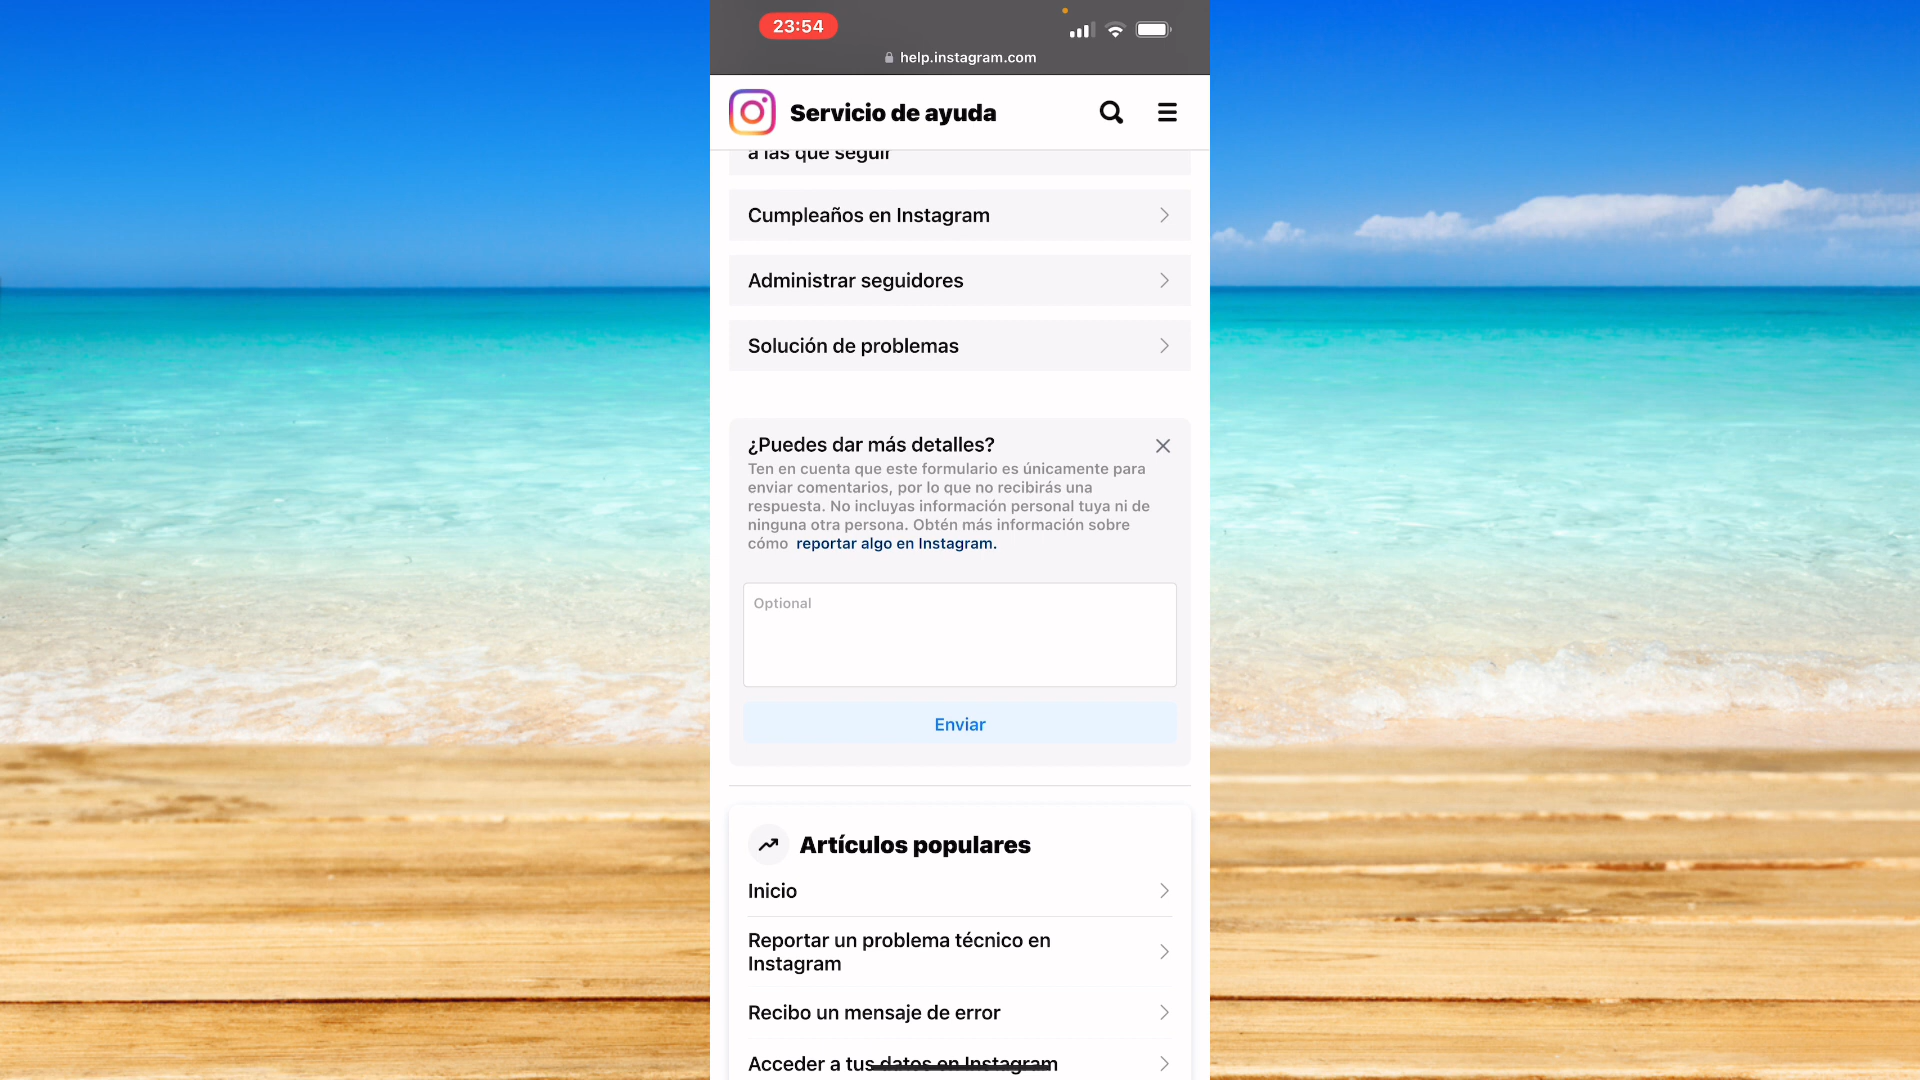 23:54
help.instagram.com
Servicio de ayuda
a las que seguir
Cumpleaños en Instagram
Administrar seguidores
Solución de problemas
¿Puedes dar más detalles?
Ten en cuenta que este formulario es únicamente para
enviar comentarios, por lo que no recibirás una
respuesta. No incluyas información personal tuya ni de
ninguna otra persona. Obtén más información sobre
cómo reportar algo en Instagram.
Optional
Enviar
Artículos populares
Inicio
Reportar un problema técnico en
Instagram
Recibo un mensaje de error
Acceder a tus datos en Instagram